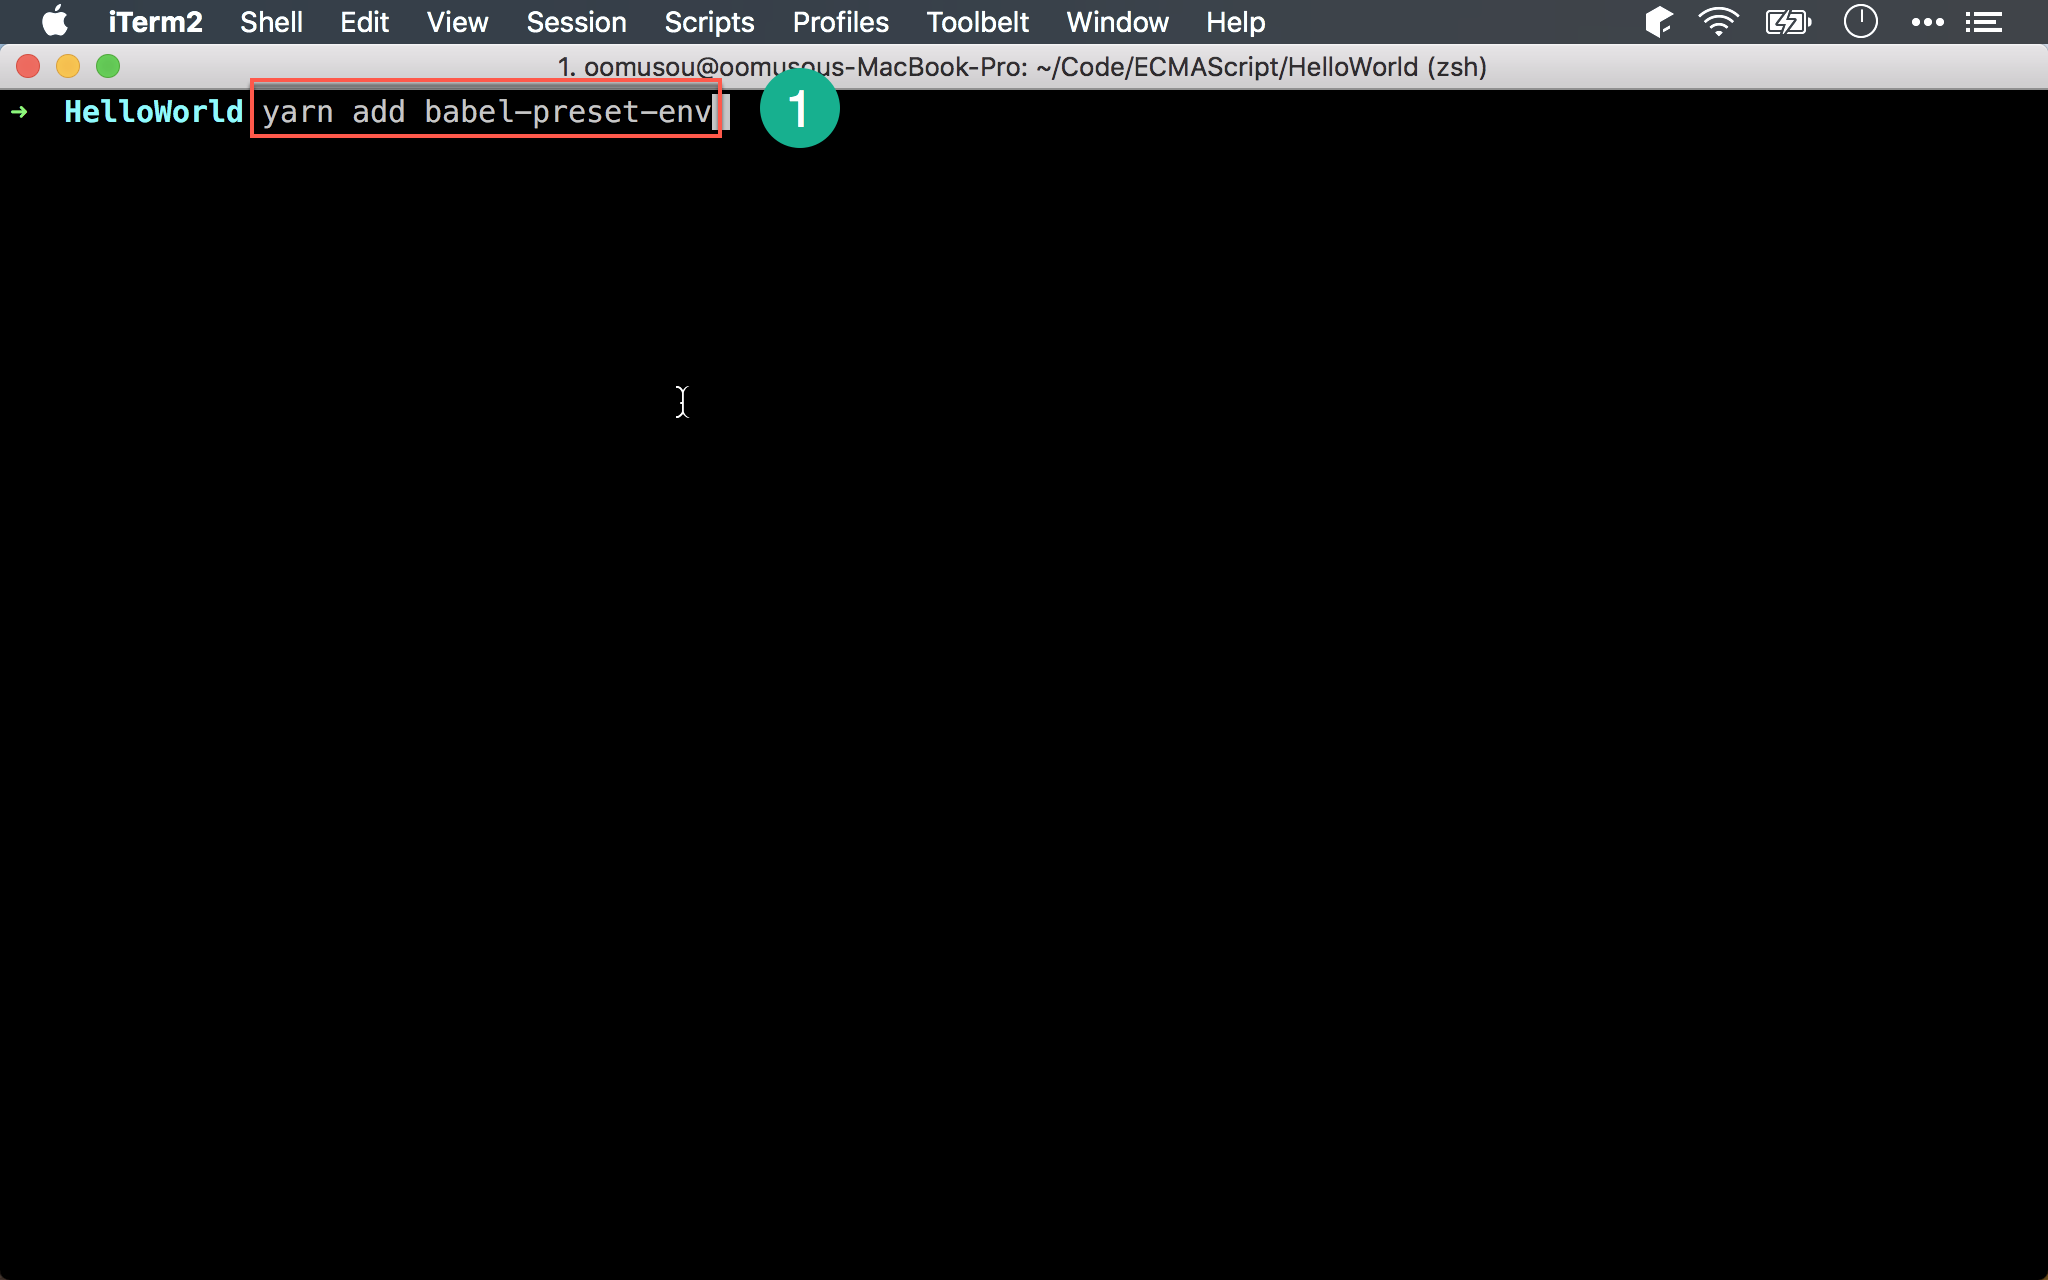 iTerm2 Shell Edit View Session Scripts Profiles Toolbelt Window Help
1. oomusou@oomusous-MacBook-Pro: ~/Code/ECMAScript/HelloWorld (zsh)
➜ HelloWorld yarn add babel-preset-env
1